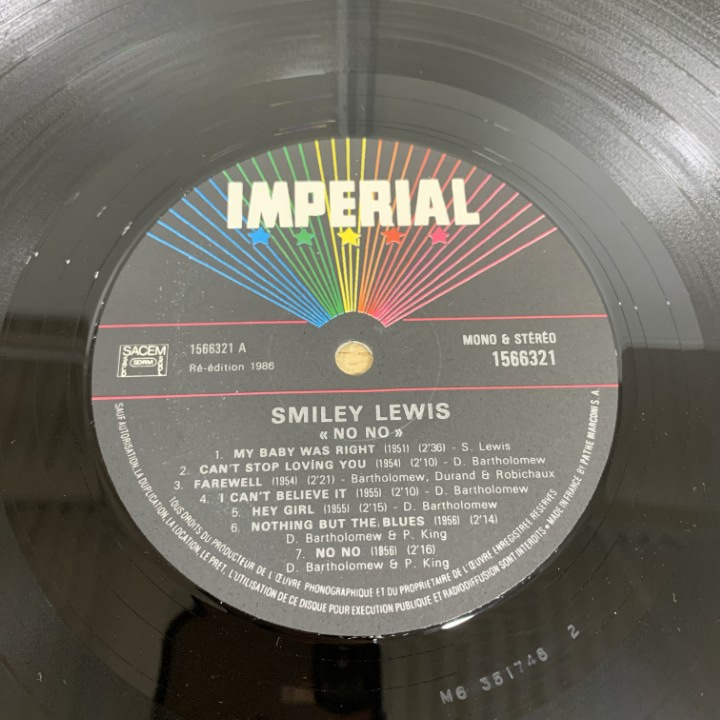 IMPERIAL
SACEM
SDRM
1566321 A
Ré-édition 1986
MONO & STÉRÉO
1566321
SMILEY LEWIS
« NO NO »
1. MY BABY WAS RIGHT (1951) (2'36) - S. Lewis
2. CAN'T STOP LOVING YOU (1954) (2'10) - D. Bartholomew
3. FAREWELL (1954) (2'21) - Bartholomew, Durand & Robichaux
4. I CAN'T BELIEVE IT (1955) (2'10) - D. Bartholomew
5. HEY GIRL (1955) (2'15) - D. Bartholomew
6. NOTHING BUT THE BLUES (1956) (2'14)
D. Bartholomew & P. King
7. NO NO (1856) (2'16)
D. Bartholomew & P. King
SAUF AUTORISATION, LA DUPLICATION, LA LOCATION, LE PRET, L'UTILISATION DE CE DISQUE POUR EXECUTION PUBLIQUE ET RADIODIFFUSION SONT INTERDITS • MADE IN FRANCE BY PATHE MARCONI S.A.
TOUS DROITS DU PRODUCTEUR DE L'ŒUVRE PHONOGRAPHIQUE ET DU PROPRIETAIRE DE L'ŒUVRE ENREGISTREE RESERVES
M6 351746 2